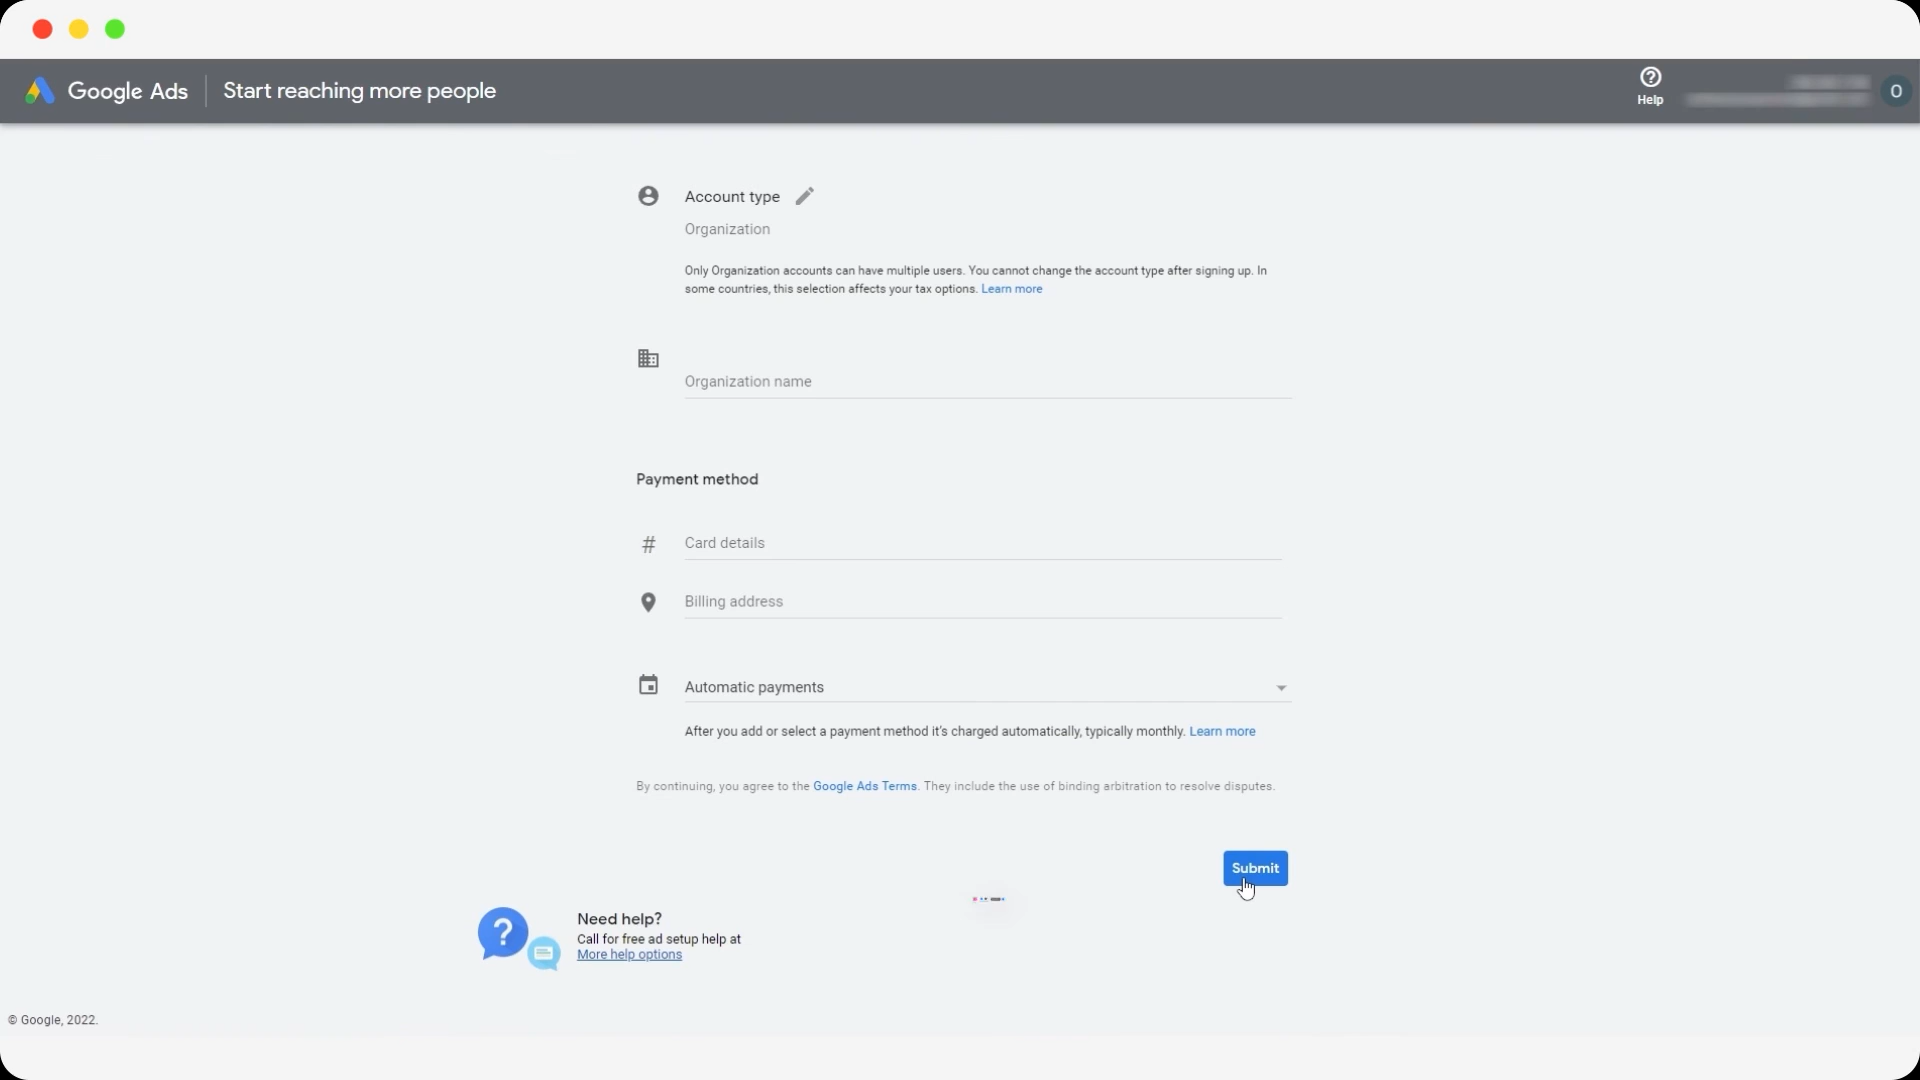 Google Ads
Start reaching more people
Help
O
Account type
Organization
Only Organization accounts can have multiple users. You cannot change the account type after signing up. In
some countries, this selection affects your tax options. Learn more
Organization name
Payment method
# Card details
Billing address
Automatic payments
After you add or select a payment method it's charged automatically, typically monthly. Learn more
By continuing, you agree to the Google Ads Terms. They include the use of binding arbitration to resolve disputes.
Submit
?
Need help?
Call for free ad setup help at
More help options
© Google, 2022.